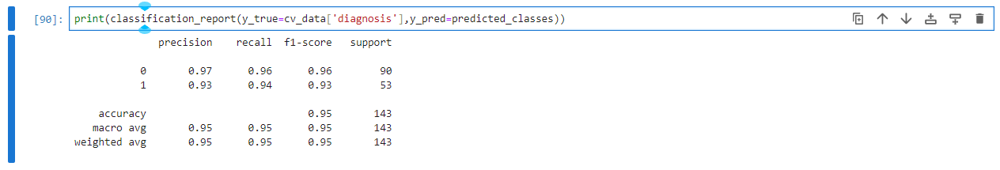 [90]: print(classification_report(y_true=cv_data['diagnosis'],y_pred=predicted_classes))
precision recall f1-score support
0 0.97 0.96 0.96 90
1 0.93 0.94 0.93 53
accuracy 0.95 143
macro avg 0.95 0.95 0.95 143
weighted avg 0.95 0.95 0.95 143